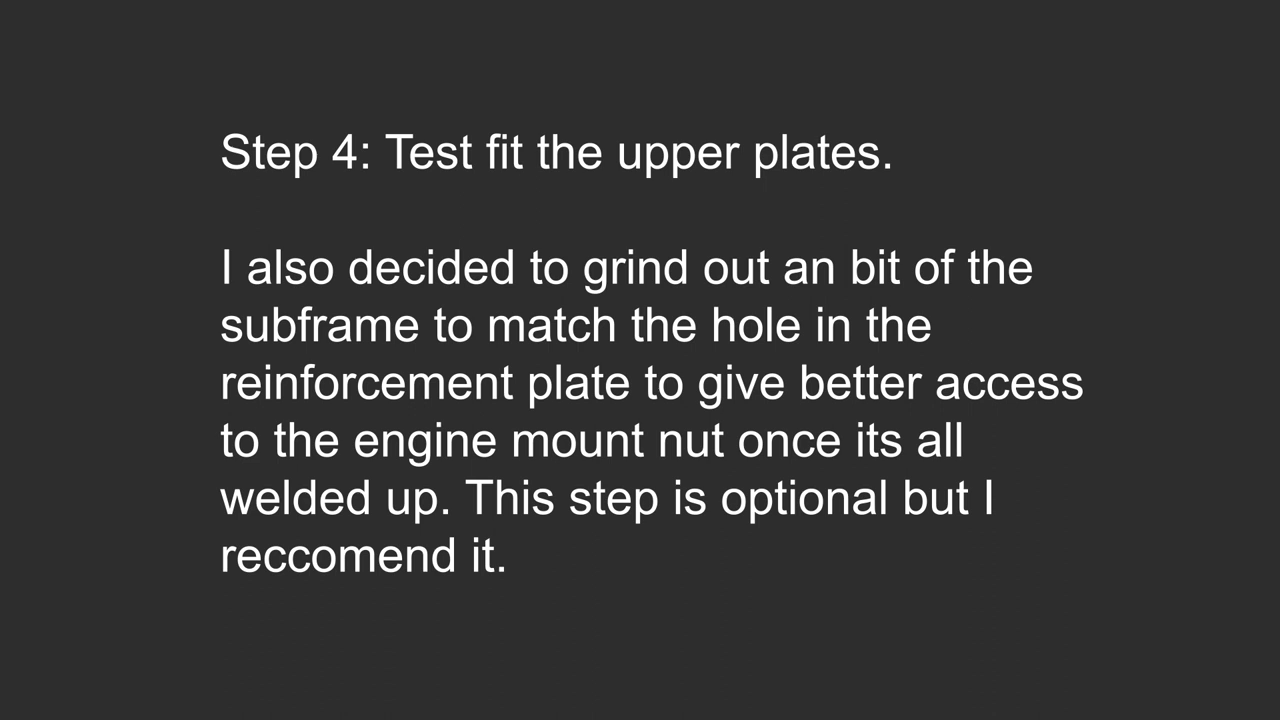 Step 4: Test fit the upper plates.
I also decided to grind out an bit of the
subframe to match the hole in the
reinforcement plate to give better access
to the engine mount nut once its all
welded up. This step is optional but I
reccomend it.